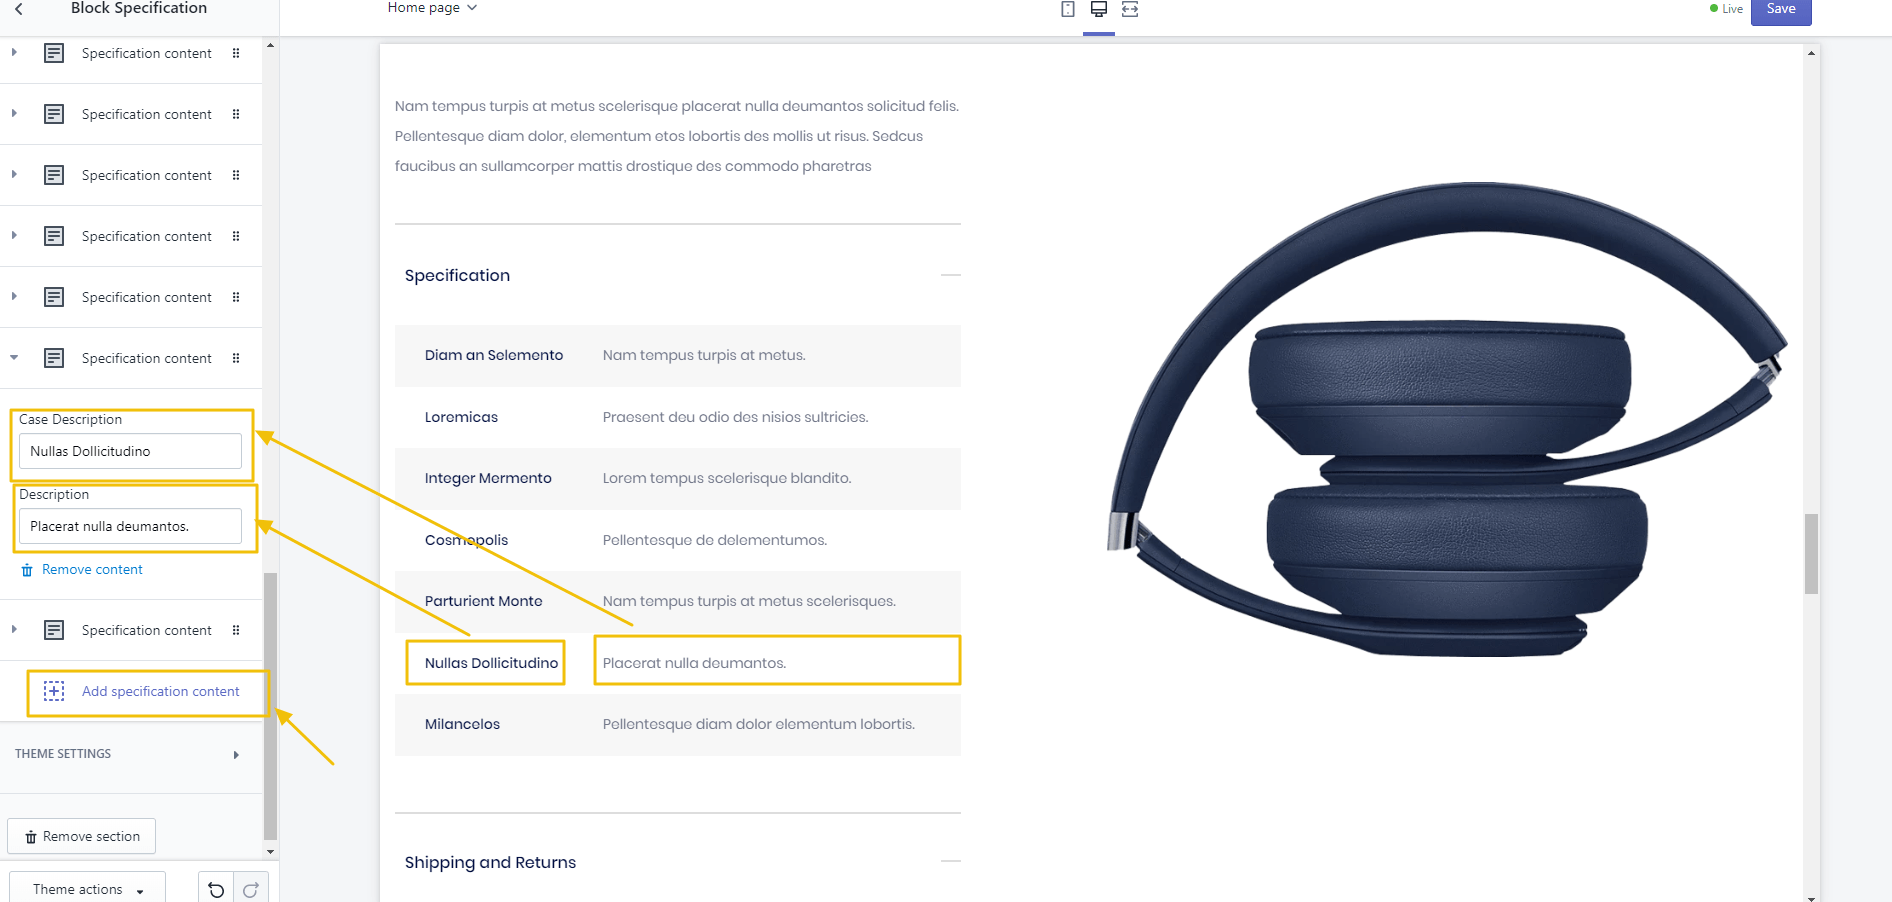 Block Specification
Home page
Live
Save
Specification content
Specification content
Specification content
Specification content
Specification content
Specification content
Case Description
Nullas Dollicitudino
Description
Placerat nulla deumantos.
Remove content
Specification content
Add specification content
THEME SETTINGS
Remove section
Theme actions
Nam tempus turpis at metus scelerisque placerat nulla deumantos solicitud felis.
Pellentesque diam dolor, elementum etos lobortis des mollis ut risus. Sedcus
faucibus an sullamcorper mattis drostique des commodo pharetras
Specification
Diam an Selemento Nam tempus turpis at metus.
Loremicas Praesent deu odio des nisios sultricies.
Integer Mermento Lorem tempus scelerisque blandito.
Cosmopolis Pellentesque de delementumos.
Parturient Monte Nam tempus turpis at metus scelerisques.
Nullas Dollicitudino Placerat nulla deumantos.
Milancelos Pellentesque diam dolor elementum lobortis.
Shipping and Returns